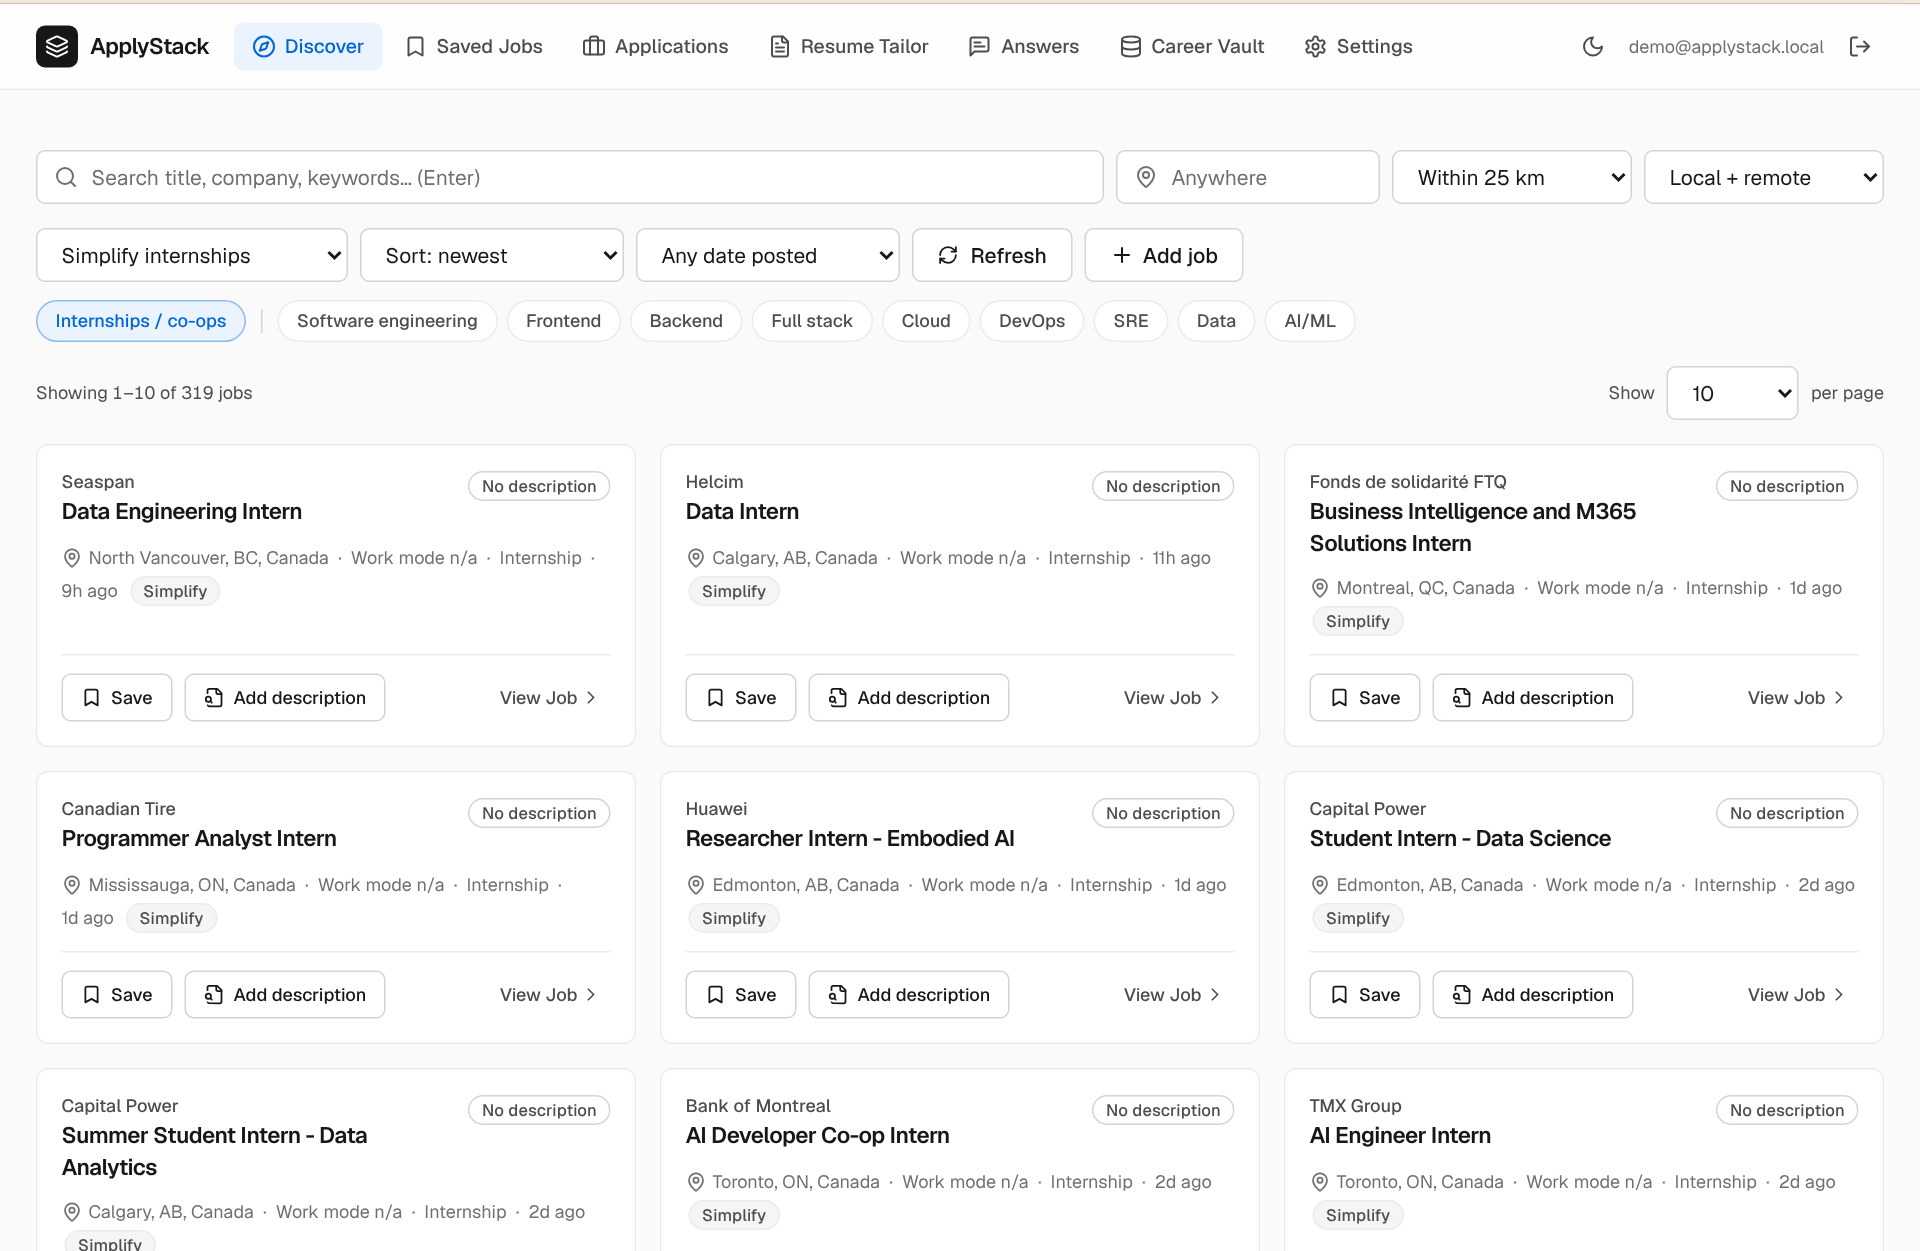 ApplyStack
Discover
Saved Jobs
Applications
Resume Tailor
Answers
Career Vault
Settings
demo@applystack.local
Search title, company, keywords... (Enter)
Anywhere
Within 25 km
Local + remote
Simplify internships
Sort: newest
Any date posted
Refresh
Add job
Internships / co-ops
Software engineering
Frontend
Backend
Full stack
Cloud
DevOps
SRE
Data
AI/ML
Showing 1–10 of 319 jobs
Show
10
per page
Seaspan
No description
Data Engineering Intern
North Vancouver, BC, Canada · Work mode n/a · Internship ·
9h ago Simplify
Save
Add description
View Job
Helcim
No description
Data Intern
Calgary, AB, Canada · Work mode n/a · Internship · 11h ago
Simplify
Save
Add description
View Job
Fonds de solidarité FTQ
No description
Business Intelligence and M365
Solutions Intern
Montreal, QC, Canada · Work mode n/a · Internship · 1d ago
Simplify
Save
Add description
View Job
Canadian Tire
No description
Programmer Analyst Intern
Mississauga, ON, Canada · Work mode n/a · Internship ·
1d ago Simplify
Save
Add description
View Job
Huawei
No description
Researcher Intern - Embodied AI
Edmonton, AB, Canada · Work mode n/a · Internship · 1d ago
Simplify
Save
Add description
View Job
Capital Power
No description
Student Intern - Data Science
Edmonton, AB, Canada · Work mode n/a · Internship · 2d ago
Simplify
Save
Add description
View Job
Capital Power
No description
Summer Student Intern - Data
Analytics
Calgary, AB, Canada · Work mode n/a · Internship · 2d ago
Simplify
Bank of Montreal
No description
AI Developer Co-op Intern
Toronto, ON, Canada · Work mode n/a · Internship · 2d ago
Simplify
TMX Group
No description
AI Engineer Intern
Toronto, ON, Canada · Work mode n/a · Internship · 2d ago
Simplify